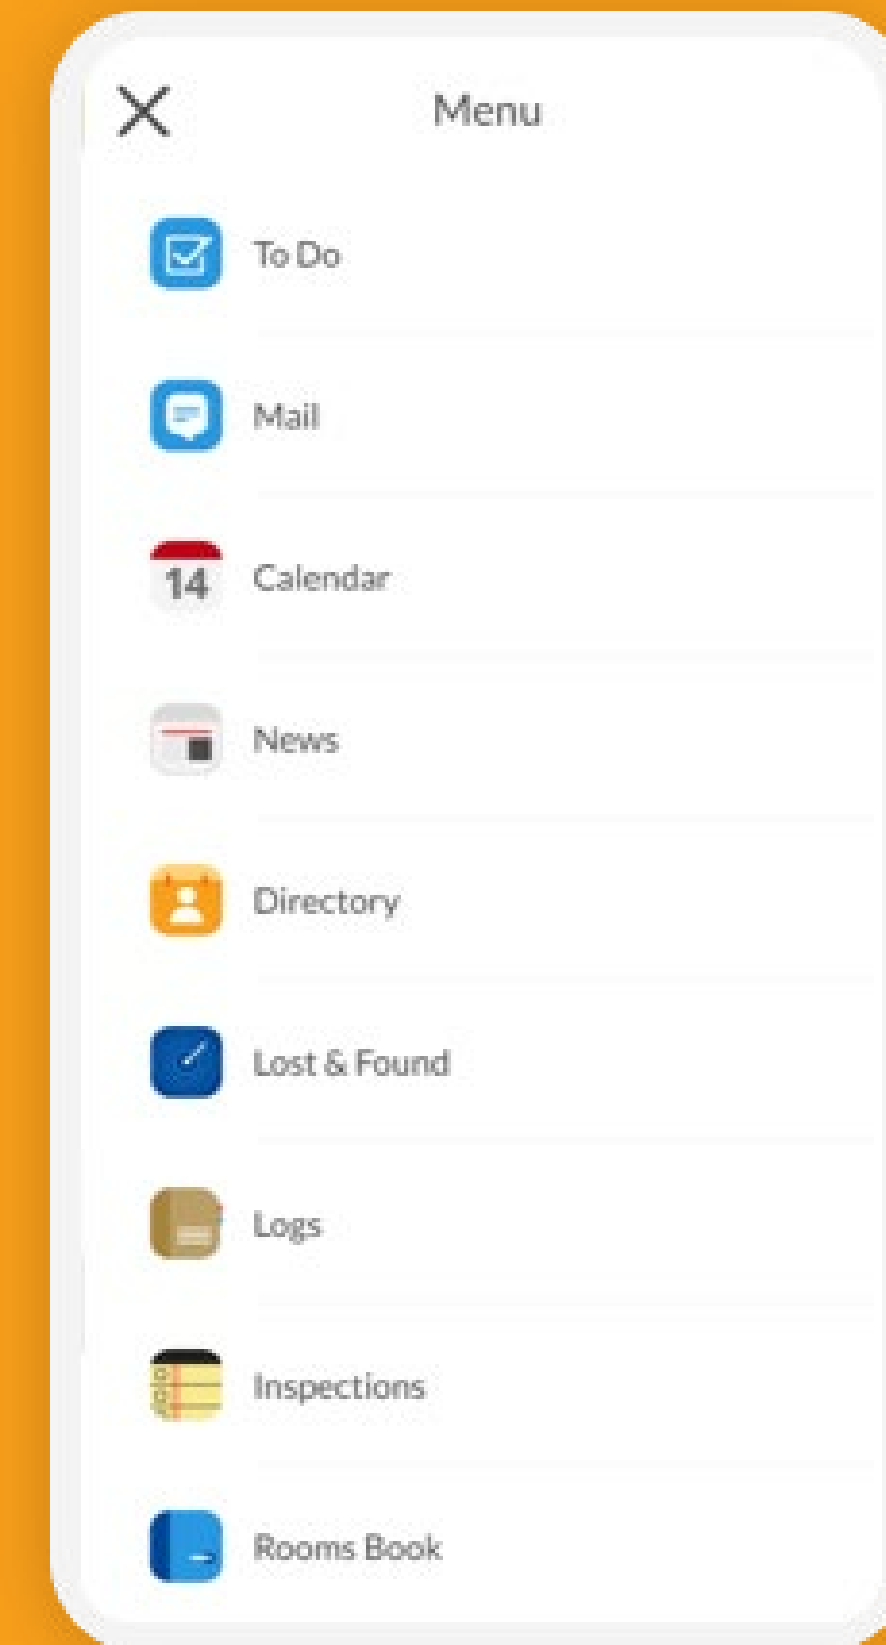 Menu
To Do
Mail
14
Calendar
News
Directory
Lost & Found
Logs
Inspections
Rooms Book